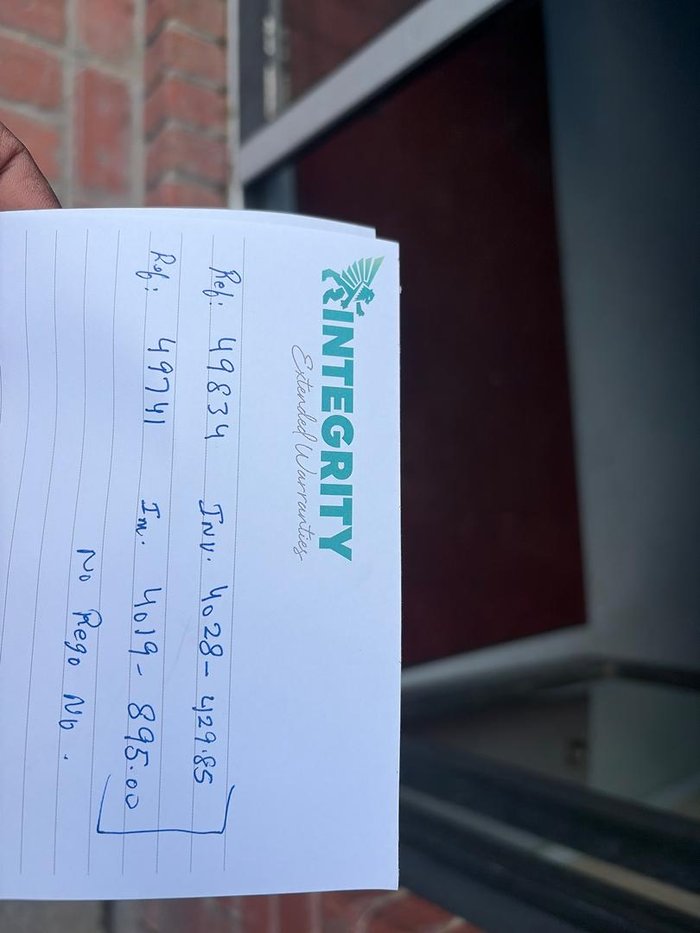 INTEGRITY
Extended Warranties
Ref: 49834 INV. 4028 - 429.85
Ref: 49741 Inv. 4019 - 895.00
No Rego No.